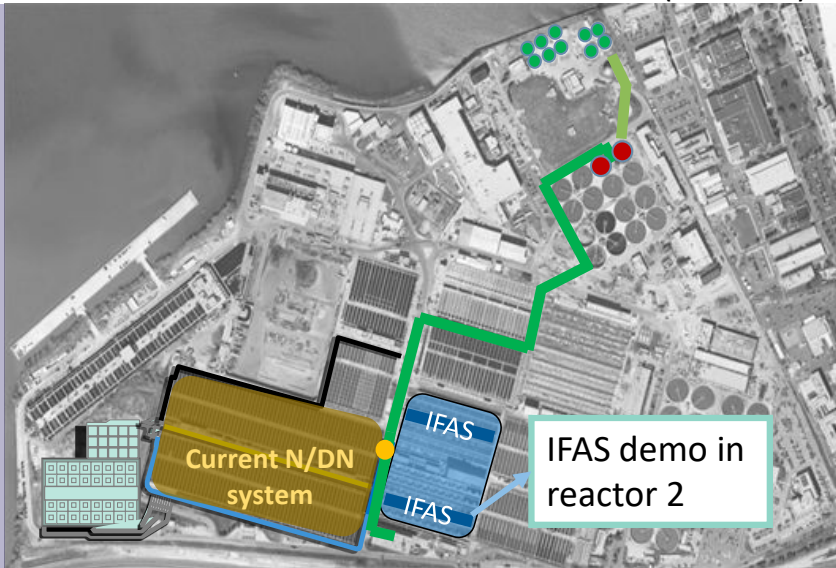 IFAS
Current N/DN
system
IFAS
IFAS demo in
reactor 2